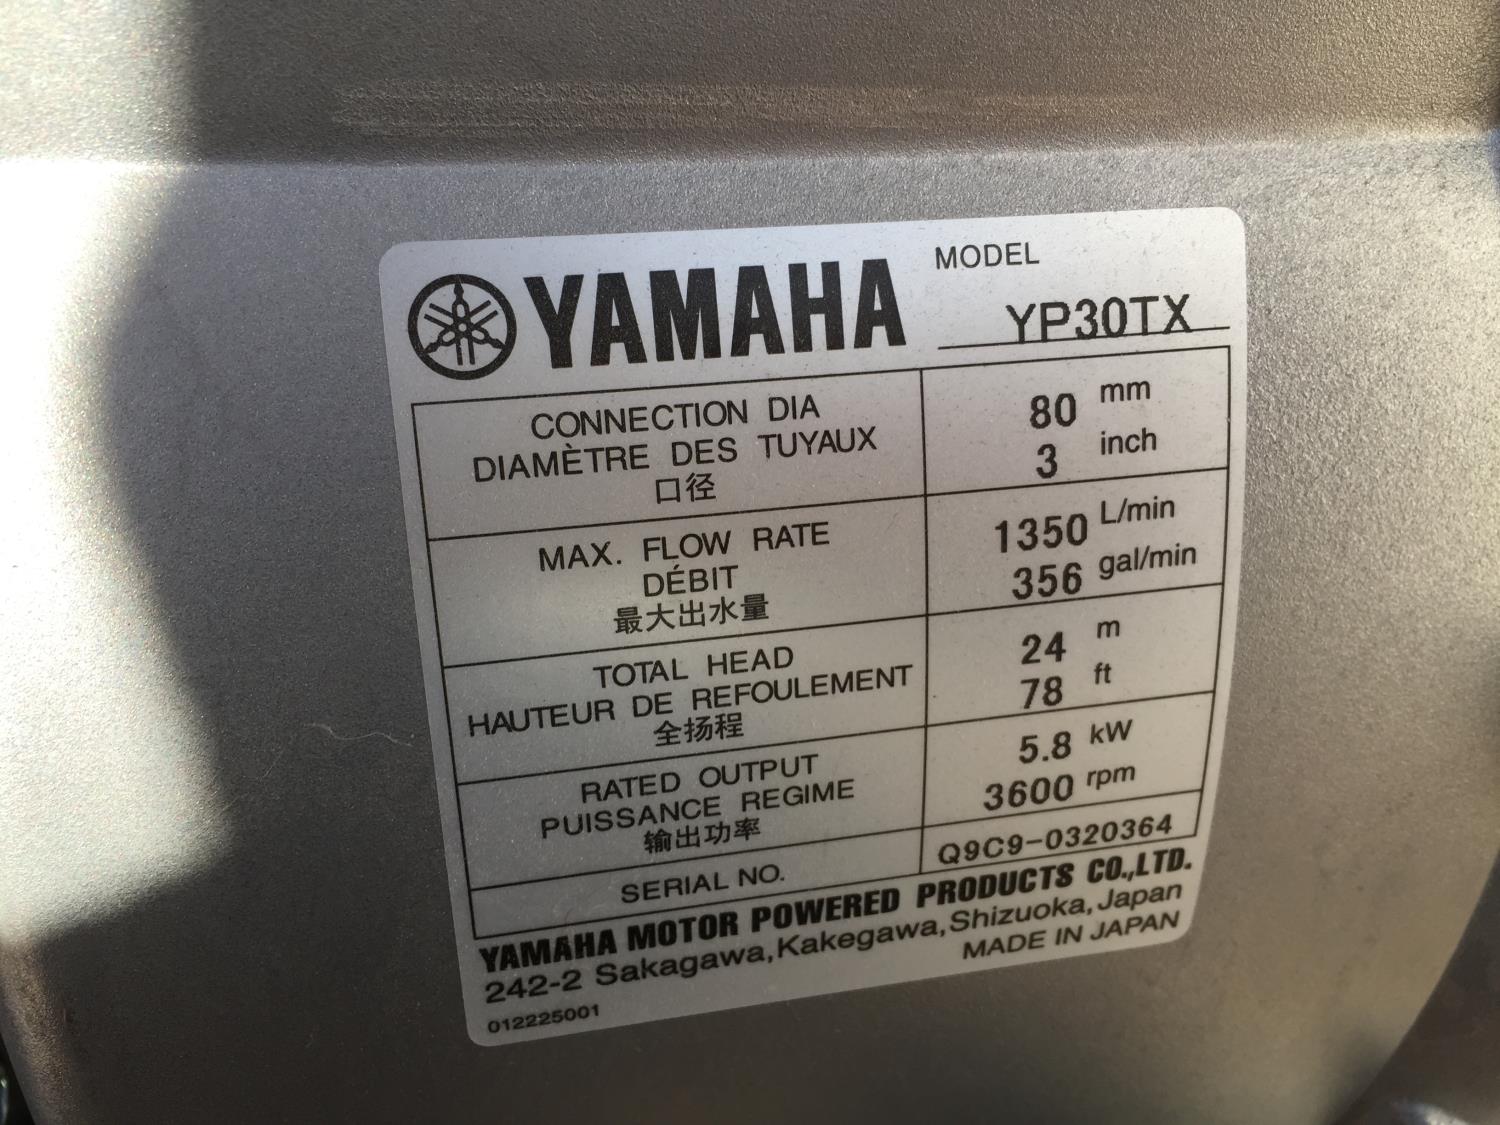 YAMAHA
MODEL
YP30TX
CONNECTION DIA
DIAMÈTRE DES TUYAUX
口径
80 mm
3 inch
MAX. FLOW RATE
DÉBIT
最大出水量
1350 L/min
356 gal/min
TOTAL HEAD
HAUTEUR DE REFOULEMENT
全扬程
24 m
78 ft
RATED OUTPUT
PUISSANCE REGIME
输出功率
5.8 kW
3600 rpm
SERIAL NO.
Q9C9-0320364
YAMAHA MOTOR POWERED PRODUCTS CO.,LTD.
242-2 Sakagawa,Kakegawa,Shizuoka,Japan
MADE IN JAPAN
012225001